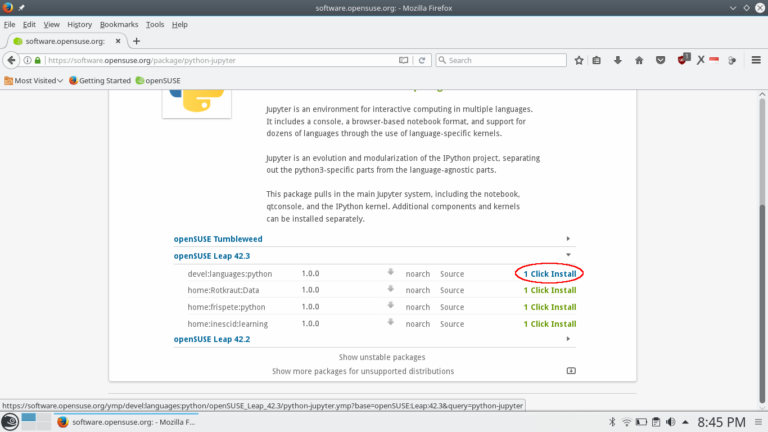 software.opensuse.org: - Mozilla Firefox
File Edit View History Bookmarks Tools Help
software.opensuse.org:
https://software.opensuse.org/package/python-jupyter
Search
1
Most Visited Getting Started openSUSE
Jupyter is an environment for interactive computing in multiple languages.
It includes a console, a browser-based notebook format, and support for
dozens of languages through the use of language-specific kernels.
Jupyter is an evolution and modularization of the IPython project, separating
out the python3-specific parts from the language-agnostic parts.
This package pulls in the main Jupyter system, including the notebook,
qtconsole, and the IPython kernel. Additional components and kernels
can be installed separately.
openSUSE Tumbleweed
openSUSE Leap 42.3
devel:languages:python 1.0.0 noarch Source 1 Click Install
home:Rotkraut:Data 1.0.0 noarch Source 1 Click Install
home:frispete:python 1.0.0 noarch Source 1 Click Install
home:inescid:learning 1.0.0 noarch Source 1 Click Install
openSUSE Leap 42.2
Show unstable packages
Show more packages for unsupported distributions
https://software.opensuse.org/ymp/devel:languages:python/openSUSE_Leap_42.3/python-jupyter.ymp?base=openSUSE:Leap:42.3&query=python-jupyter
software.opensuse.org: - Mozilla F... 8:45 PM